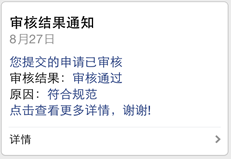 审核结果通知
8月27日
您提交的申请已审核
审核结果：审核通过
原因：符合规范
点击查看更多详情，谢谢!
详情